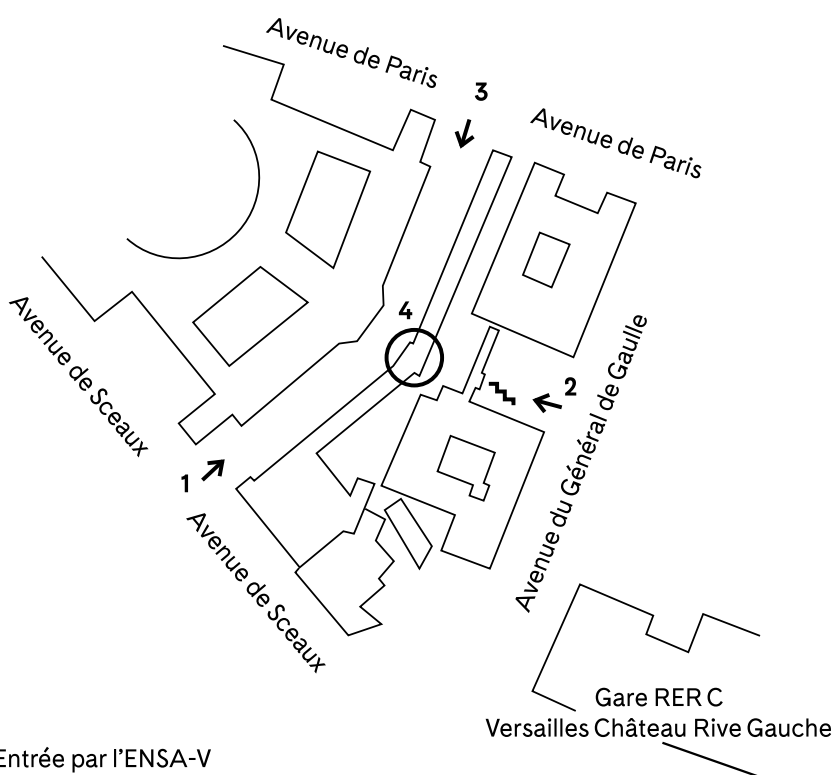 Avenue de Paris
3
Avenue de Paris
4
Avenue de Sceaux
Avenue du Général de Gaulle
2
1
Avenue de Sceaux
Gare RER C
Versailles Château Rive Gauche
Entrée par l’ENSA-V